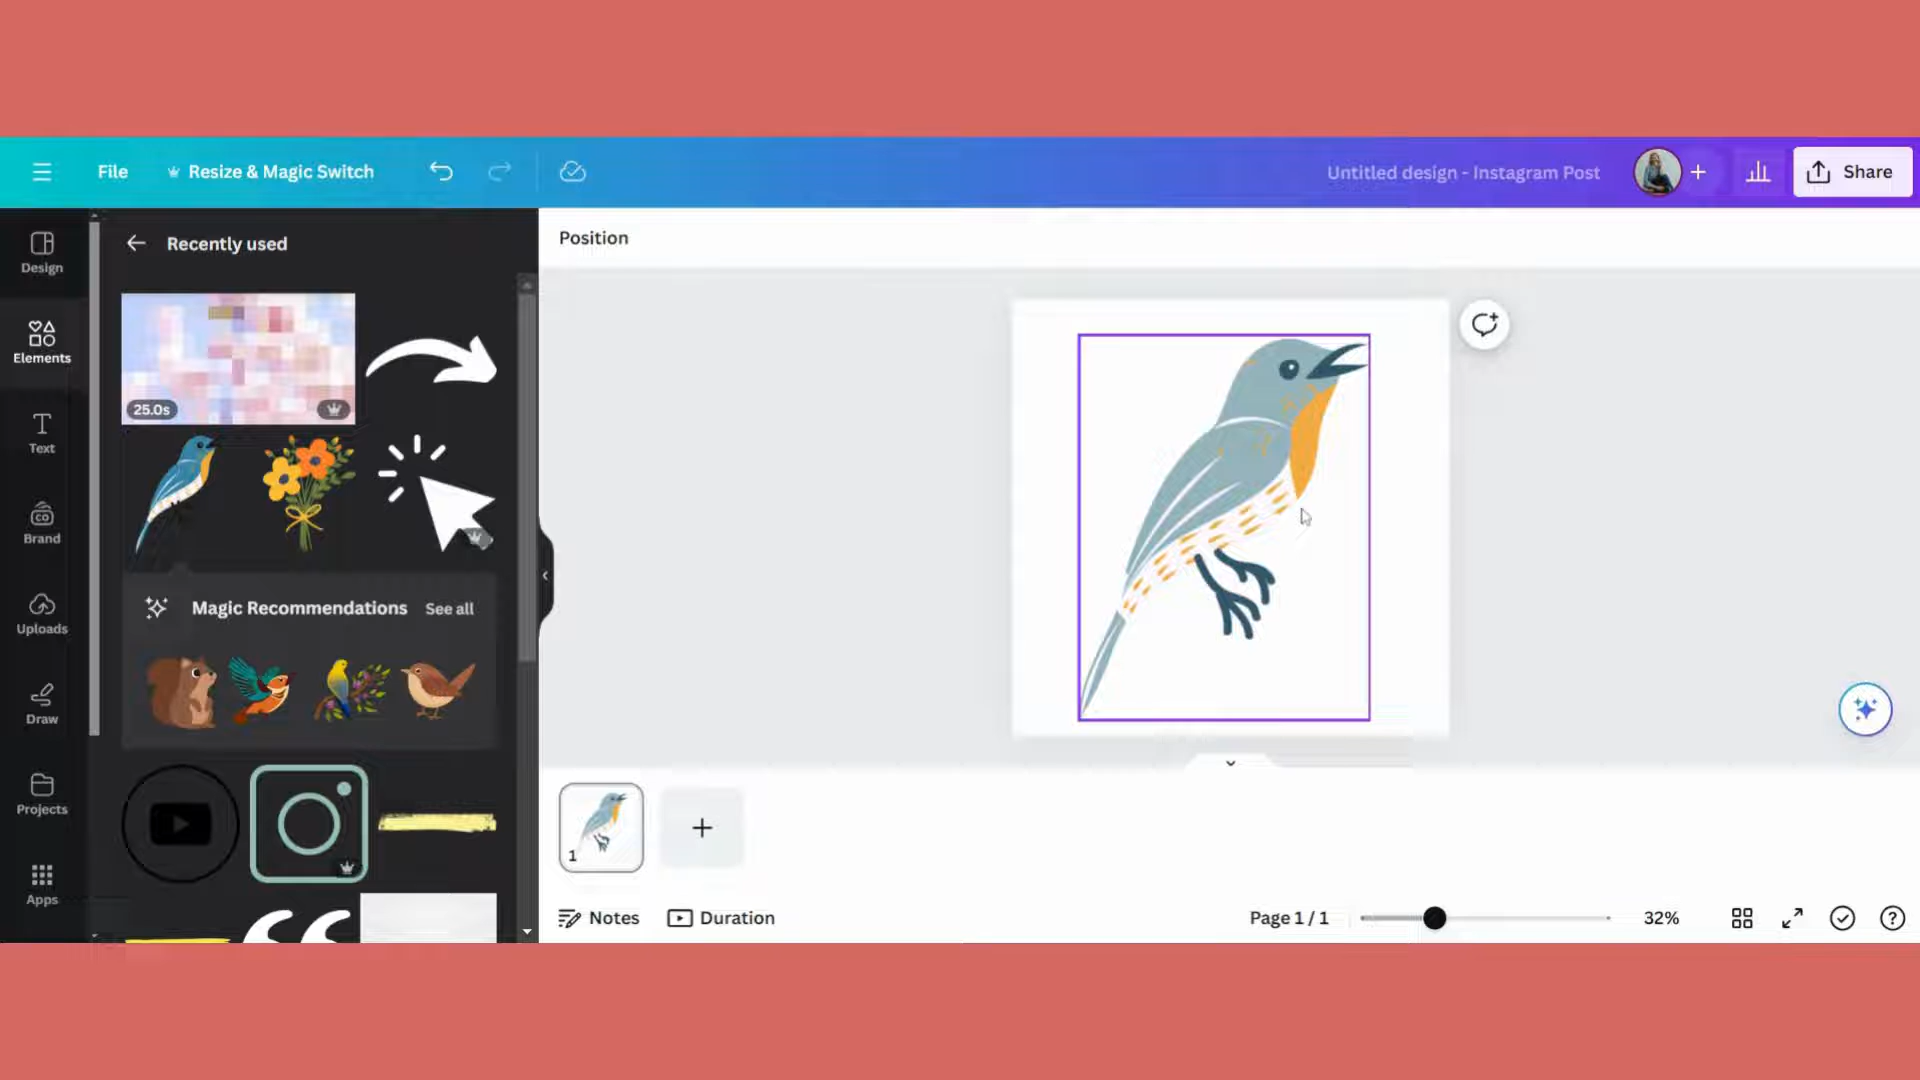 File
Resize & Magic Switch
Untitled design - Instagram Post
Share
Design
Elements
Text
CO
Brand
Uploads
Draw
Projects
Apps
Recently used
25.0s
Magic Recommendations
See all
Position
1
Notes
Duration
Page 1 / 1
32%